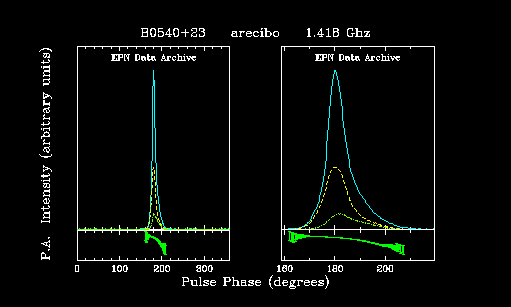 B0540+23 arecibo 1.418 Ghz
EPN Data Archive
EPN Data Archive
P.A. Intensity (arbitrary units)
0 100 200 300
160 180 200
Pulse Phase (degrees)